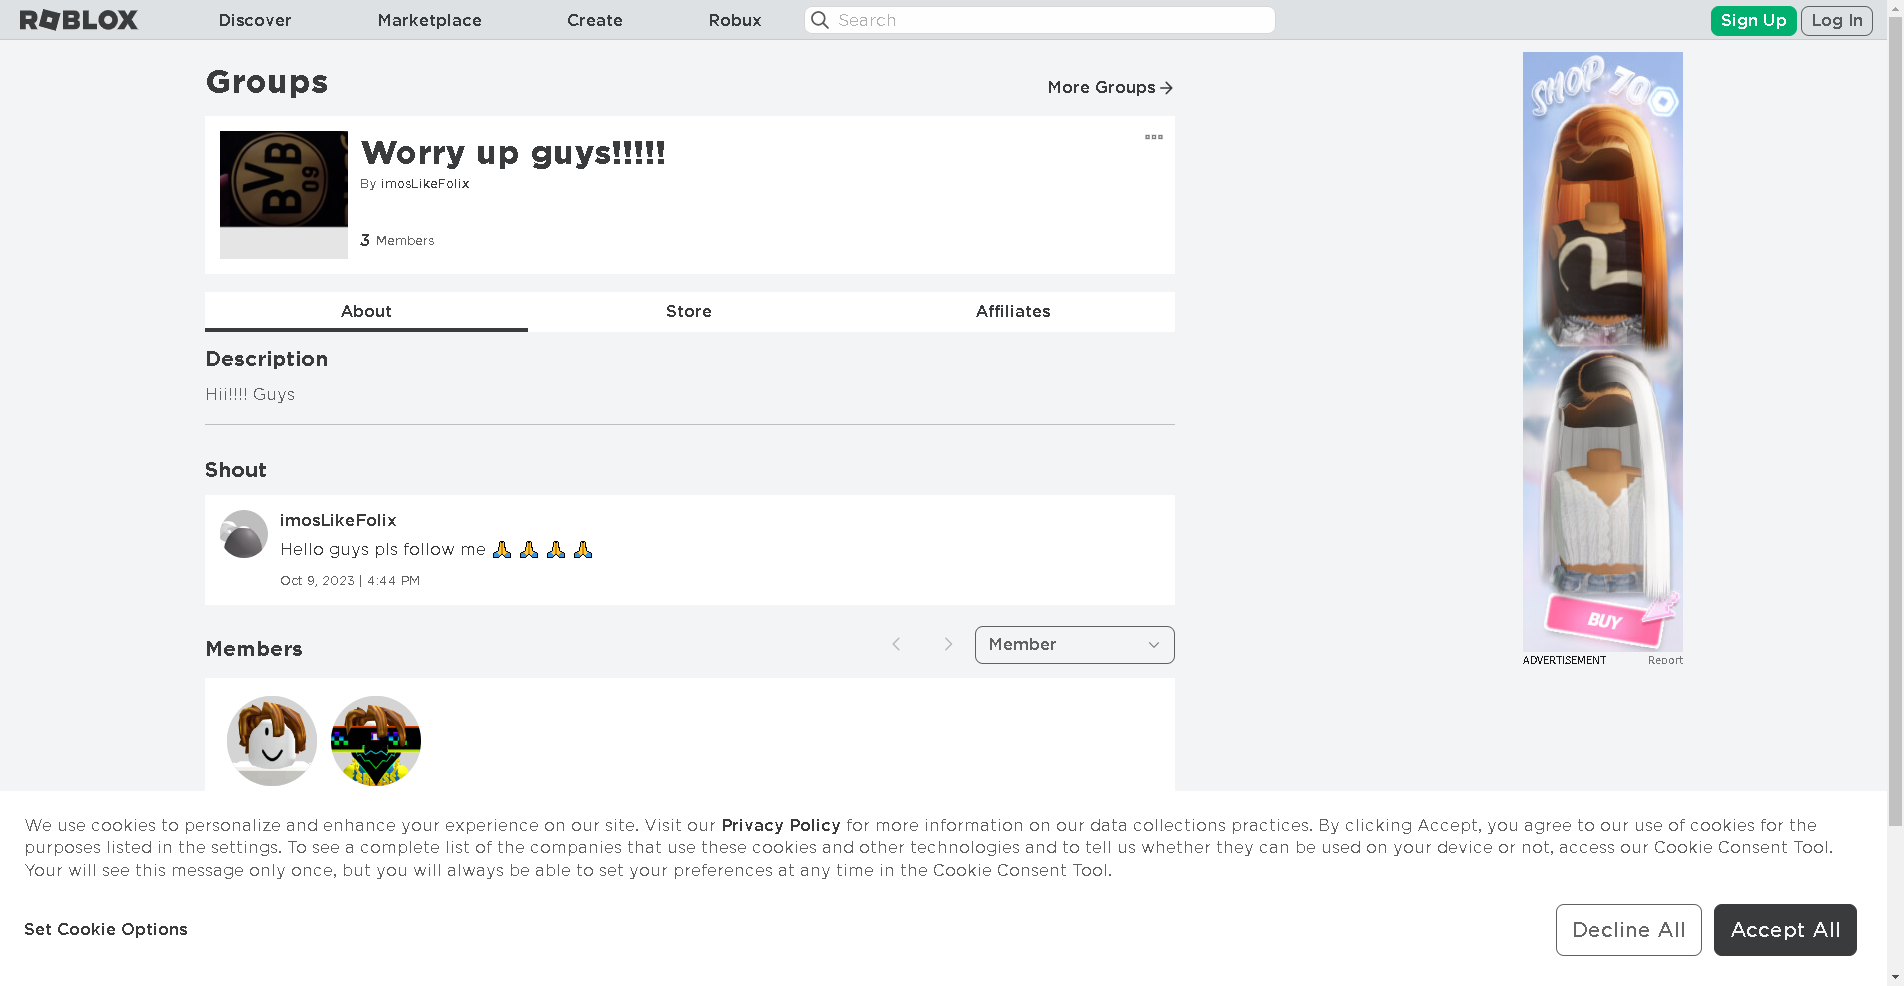 ROBLOX
Discover
Marketplace
Create
Robux
Search
Sign Up
Log In
Groups
More Groups
BVB
09
Worry up guys!!!!!
By imosLikeFolix
3 Members
About
Store
Affiliates
Description
Hii!!!! Guys
Shout
imosLikeFolix
Hello guys pls follow me 🙏 🙏 🙏 🙏
Oct 9, 2023 | 4:44 PM
Members
Member
SHOP 70
BUY
ADVERTISEMENT
Report
We use cookies to personalize and enhance your experience on our site. Visit our Privacy Policy for more information on our data collections practices. By clicking Accept, you agree to our use of cookies for the
purposes listed in the settings. To see a complete list of the companies that use these cookies and other technologies and to tell us whether they can be used on your device or not, access our Cookie Consent Tool.
Your will see this message only once, but you will always be able to set your preferences at any time in the Cookie Consent Tool.
Set Cookie Options
Decline All
Accept All